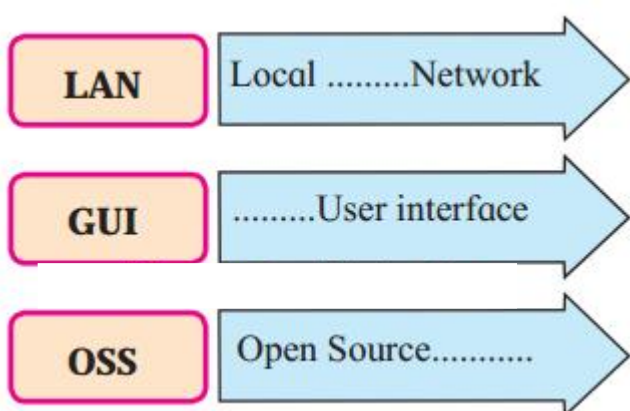 LAN
Local .........Network
GUI
.........User interface
OSS
Open Source...........